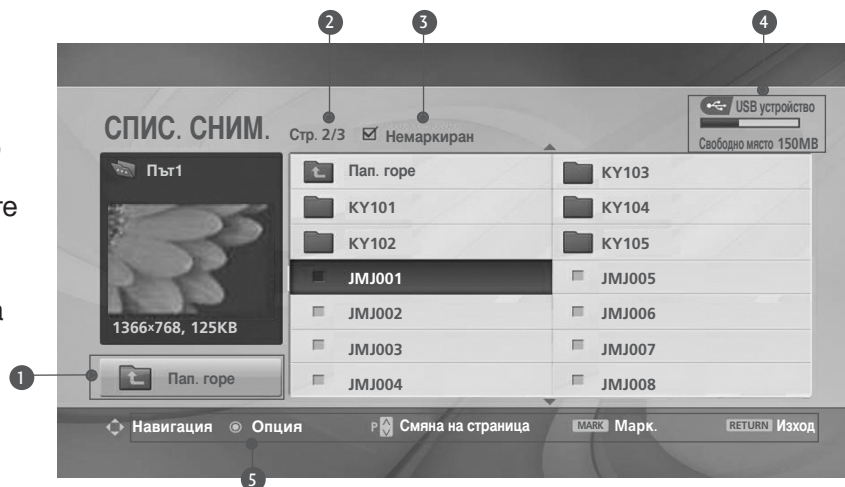 2 3 4
USB устройство
СПИС. СНИМ. Стр. 2/3 Немаркиран
Свободно място 150MB
Път1
Пап. горе KY103
те
KY101 KY104
KY102 KY105
JMJ001 JMJ005
а
JMJ002 JMJ006
1366×768, 125KB
JMJ003 JMJ007
1 Пап. горе
JMJ004 JMJ008
Навигация Опция P Смяна на страница MARK Марк. RETURN Изход
5